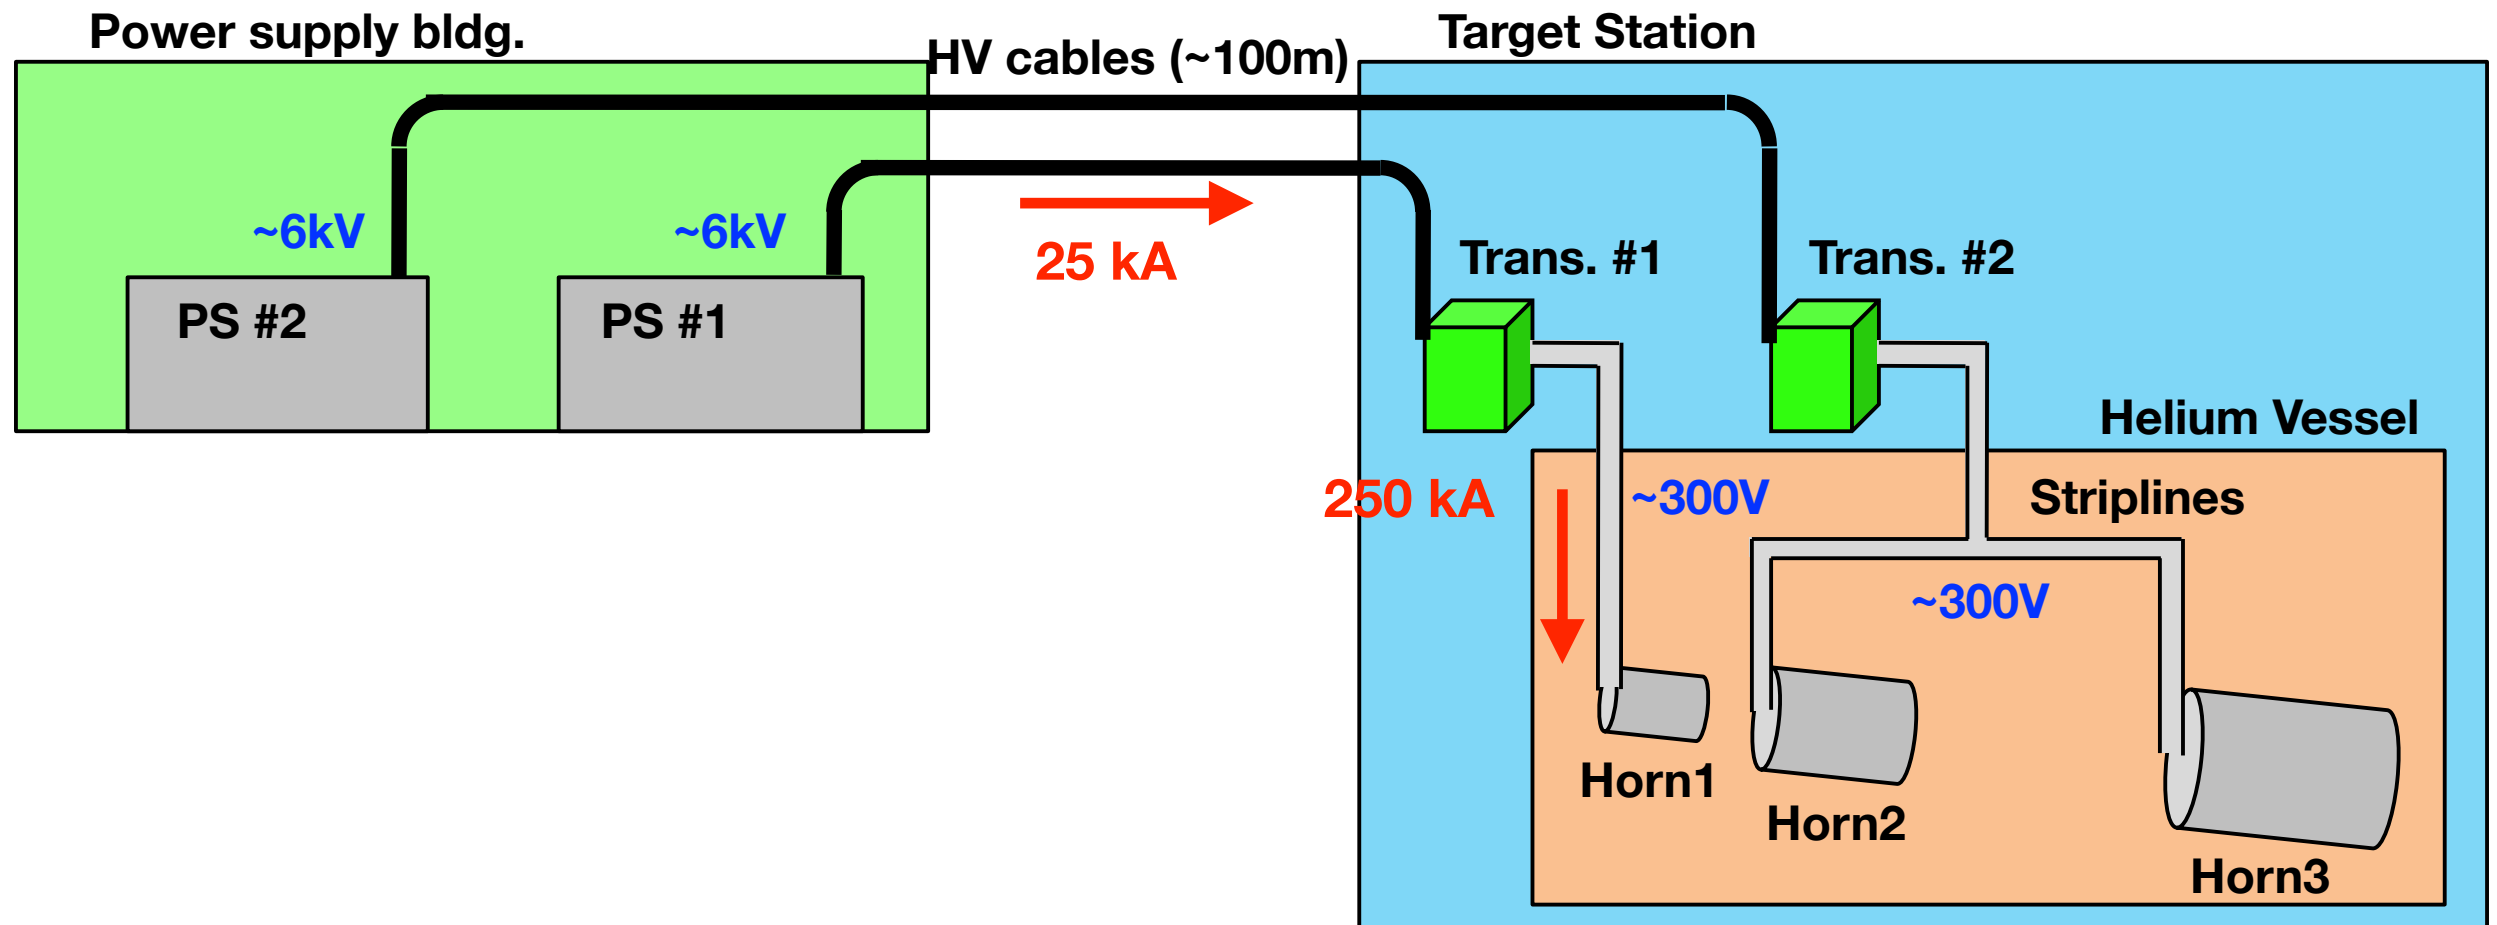 Power supply bldg.
HV cables (~100m)
Target Station
~6kV
~6kV
25 kA
PS #2
PS #1
Trans. #1
Trans. #2
Helium Vessel
250 kA
~300V
Striplines
~300V
Horn1
Horn2
Horn3